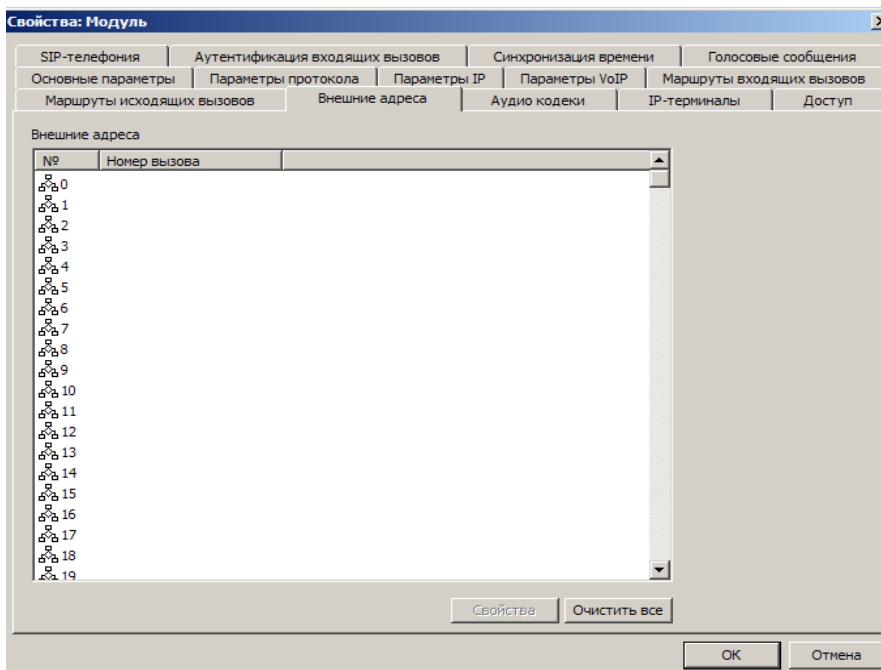 Свойства: Модуль
SIP-телефония Аутентификация входящих вызовов Синхронизация времени Голосовые сообщения
Основные параметры Параметры протокола Параметры IP Параметры VoIP Маршруты входящих вызовов
Маршруты исходящих вызовов Внешние адреса Аудио кодеки IP-терминалы Доступ
Внешние адреса
№ Номер вызова
0
1
2
3
4
5
6
7
8
9
10
11
12
13
14
15
16
17
18
19
Свойства Очистить все
OK Отмена